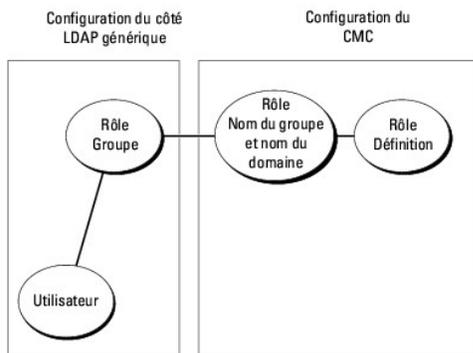 Configuration du côté
LDAP générique
Configuration du
CMC
Rôle
Groupe
Rôle
Nom du groupe
et nom du
domaine
Rôle
Définition
Utilisateur